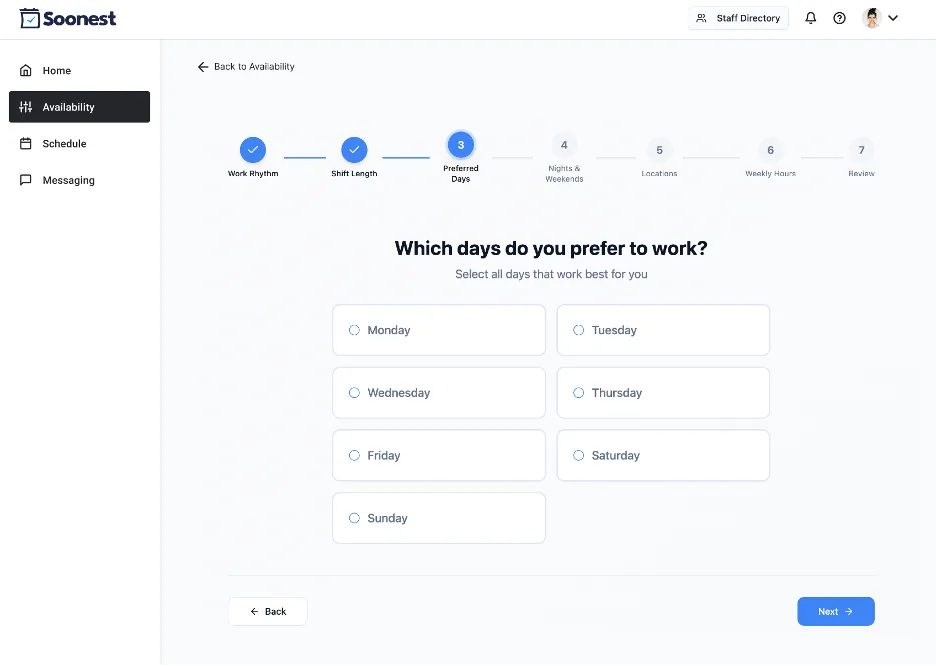 Soonest
Staff Directory
Home
Availability
Schedule
Messaging
Back to Availability
Work Rhythm
Shift Length
3
Preferred
Days
4
Nights &
Weekends
5
Locations
6
Weekly Hours
7
Review
Which days do you prefer to work?
Select all days that work best for you
Monday
Tuesday
Wednesday
Thursday
Friday
Saturday
Sunday
Back
Next